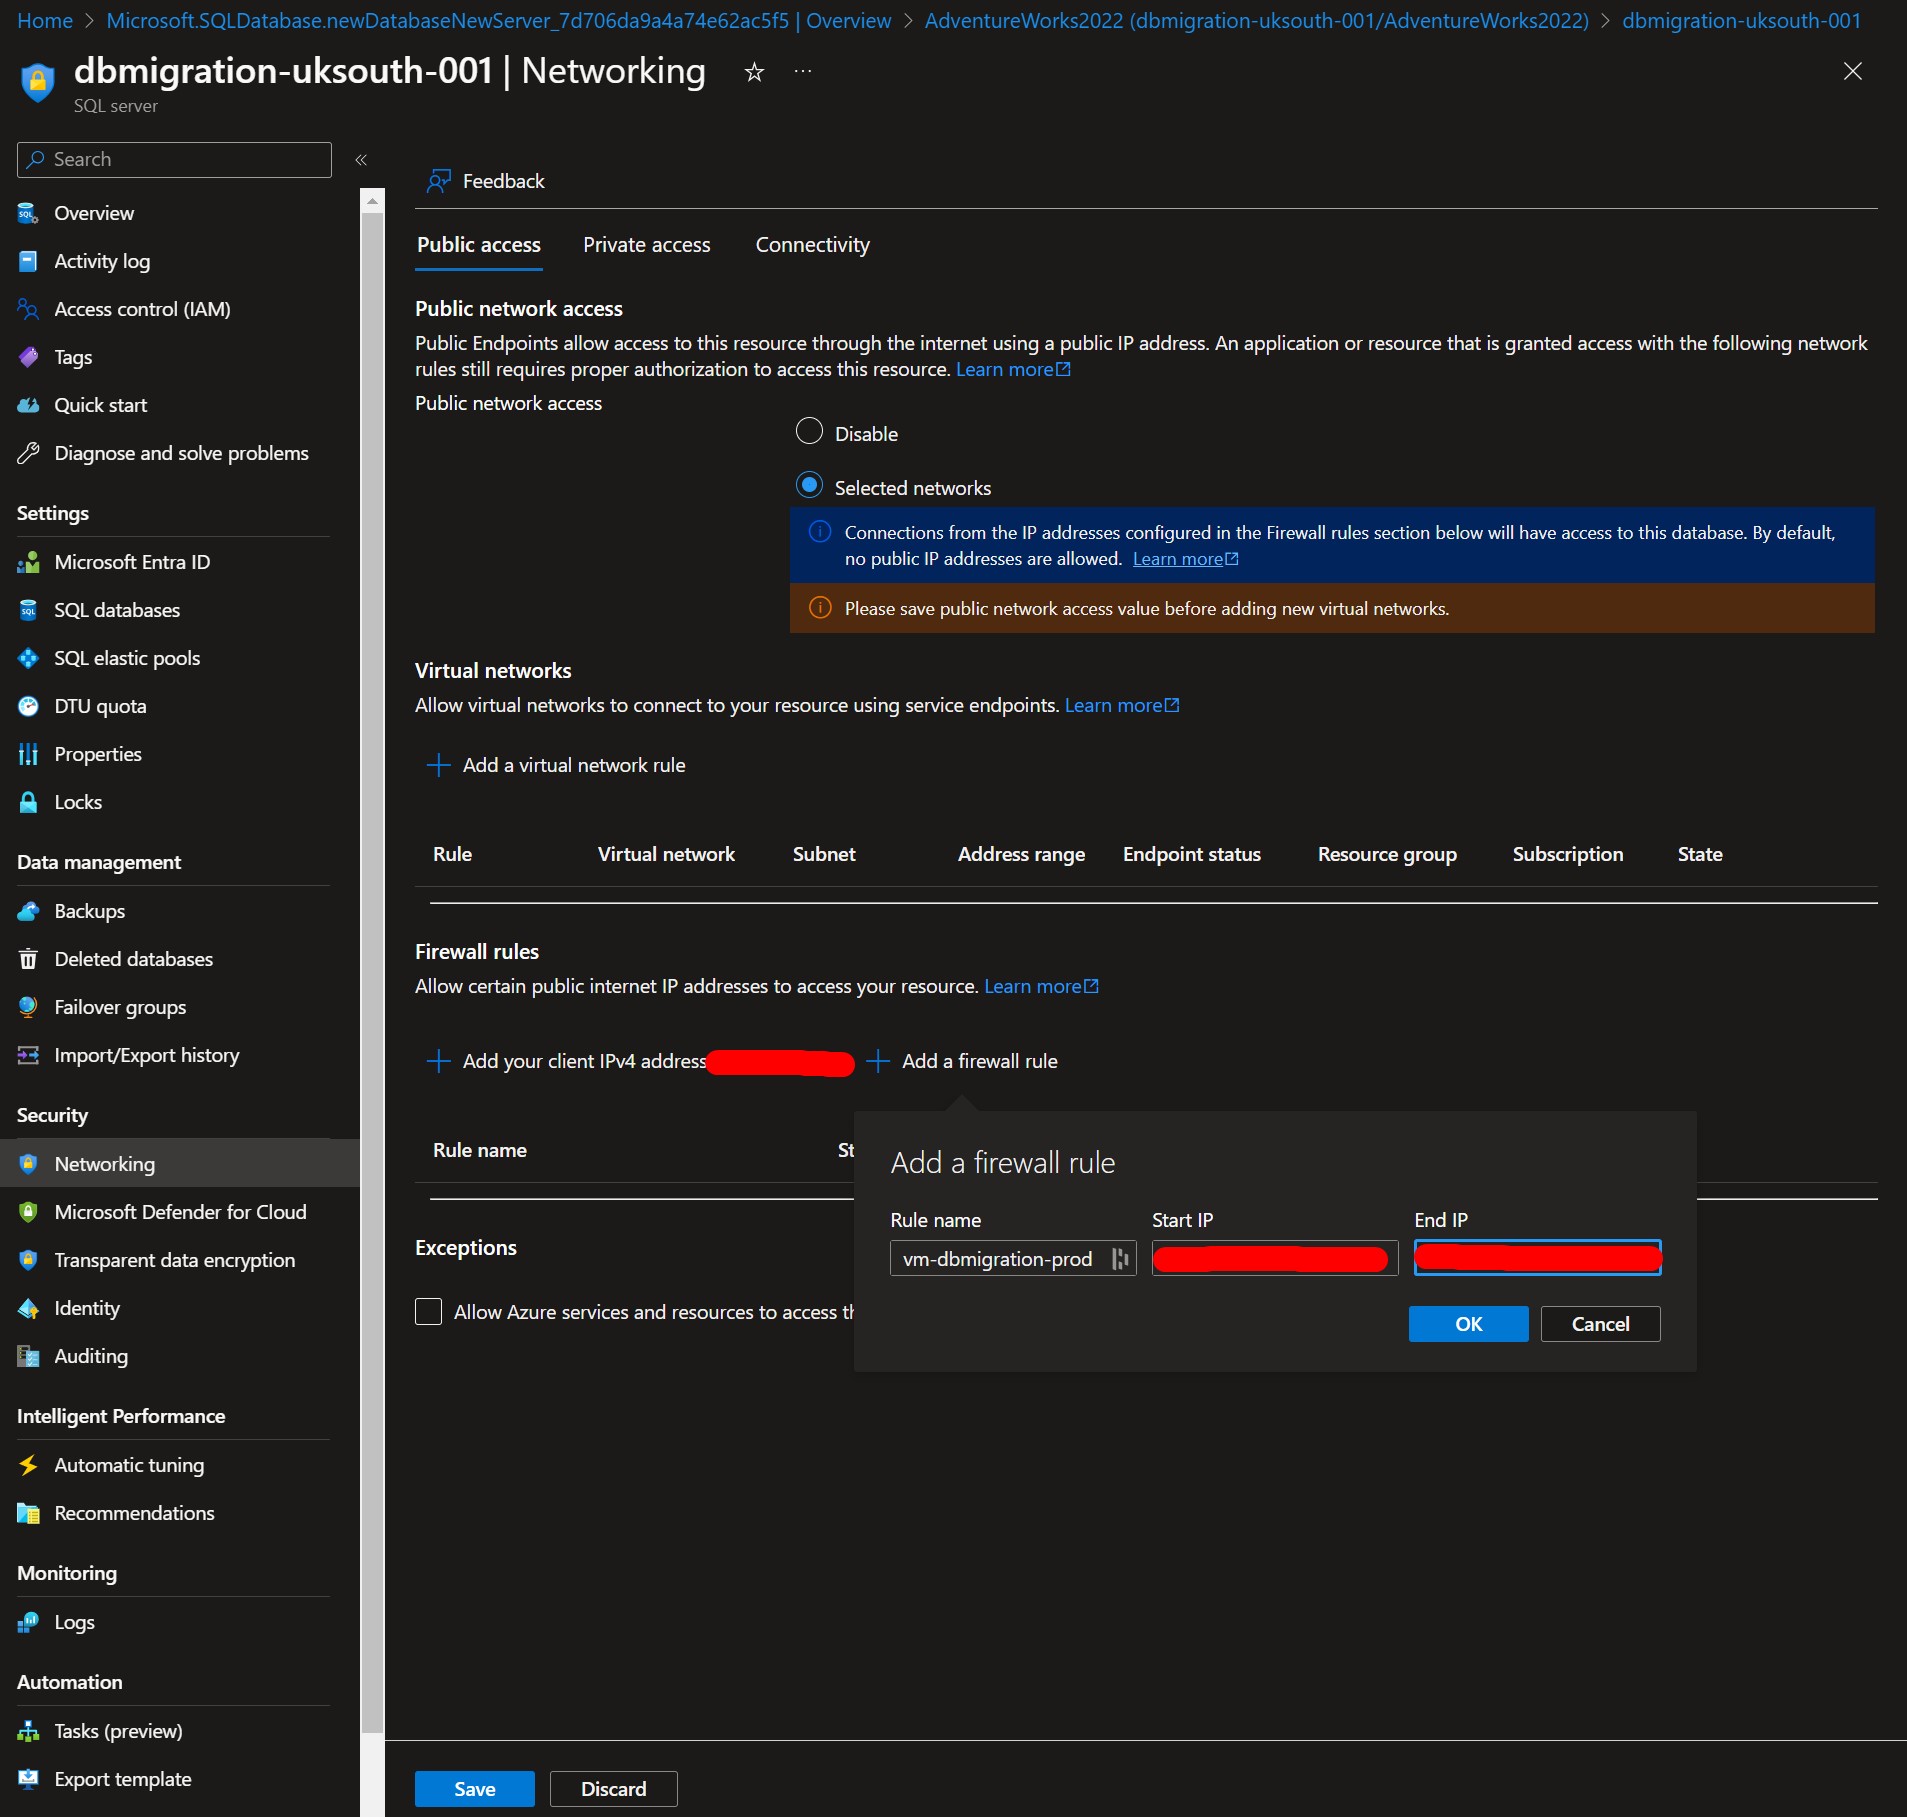 Home > Microsoft.SQLDatabase.newDatabaseNewServer_7d706da9a4a74e62ac5f5 | Overview > AdventureWorks2022 (dbmigration-uksouth-001/AdventureWorks2022) > dbmigration-uksouth-001
dbmigration-uksouth-001 | Networking
SQL server
Search
Overview
Activity log
Access control (IAM)
Tags
Quick start
Diagnose and solve problems
Settings
Microsoft Entra ID
SQL databases
SQL elastic pools
DTU quota
Properties
Locks
Data management
Backups
Deleted databases
Failover groups
Import/Export history
Security
Networking
Microsoft Defender for Cloud
Transparent data encryption
Identity
Auditing
Intelligent Performance
Automatic tuning
Recommendations
Monitoring
Logs
Automation
Tasks (preview)
Export template
Feedback
Public access Private access Connectivity
Public network access
Public Endpoints allow access to this resource through the internet using a public IP address. An application or resource that is granted access with the following network
rules still requires proper authorization to access this resource. Learn more
Public network access
Disable
Selected networks
Connections from the IP addresses configured in the Firewall rules section below will have access to this database. By default,
no public IP addresses are allowed. Learn more
Please save public network access value before adding new virtual networks.
Virtual networks
Allow virtual networks to connect to your resource using service endpoints. Learn more
Add a virtual network rule
Rule Virtual network Subnet Address range Endpoint status Resource group Subscription State
Firewall rules
Allow certain public internet IP addresses to access your resource. Learn more
Add your client IPv4 address Add a firewall rule
Rule name St
Add a firewall rule
Rule name Start IP End IP
vm-dbmigration-prod
OK Cancel
Exceptions
Allow Azure services and resources to access th
Save Discard